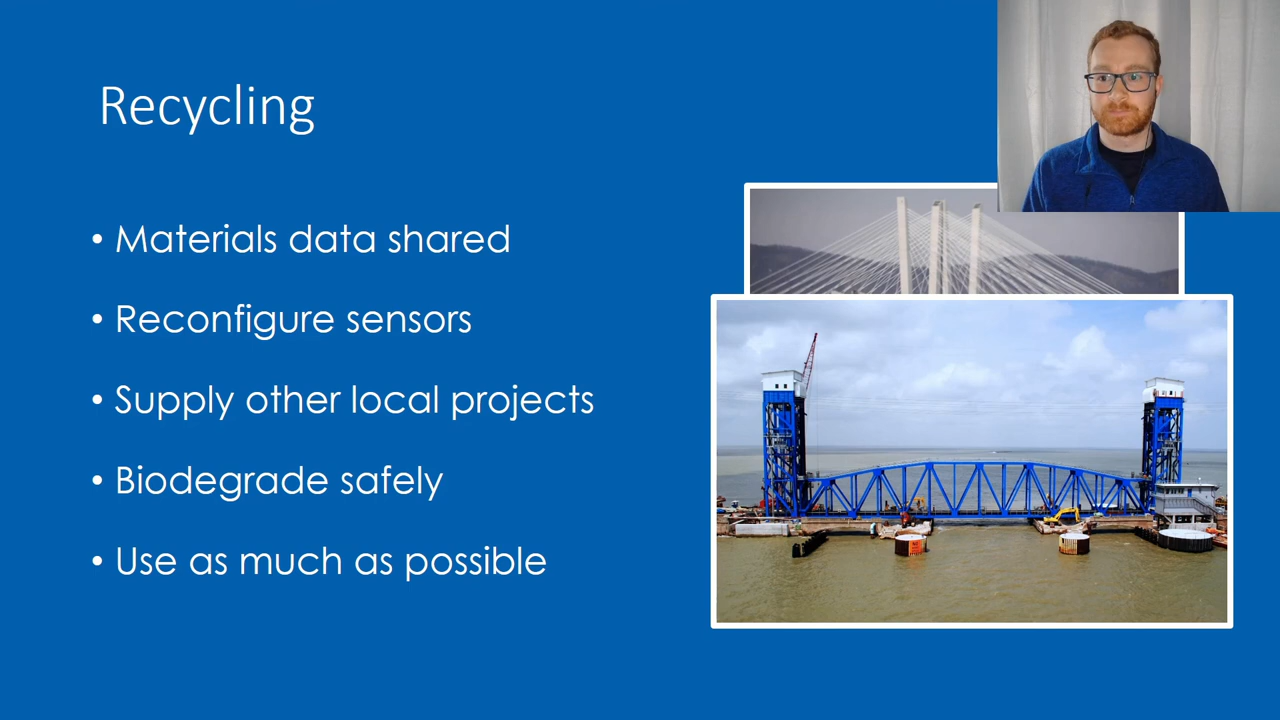 Recycling
• Materials data shared
• Reconfigure sensors
• Supply other local projects
• Biodegrade safely
• Use as much as possible